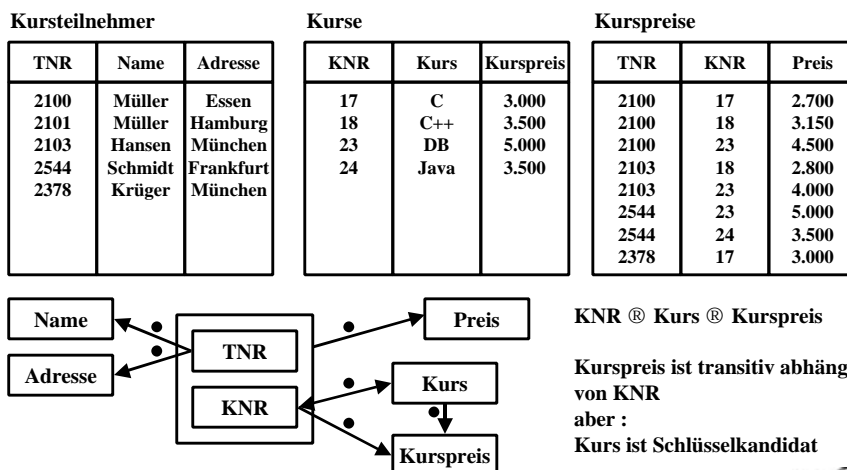 Kursteilnehmer
TNR Name Adresse
2100 Müller Essen
2101 Müller Hamburg
2103 Hansen München
2544 Schmidt Frankfurt
2378 Krüger München
Kurse
KNR Kurs Kurspreis
17 C 3.000
18 C++ 3.500
23 DB 5.000
24 Java 3.500
Kurspreise
TNR KNR Preis
2100 17 2.700
2100 18 3.150
2100 23 4.500
2103 18 2.800
2103 23 4.000
2544 23 5.000
2544 24 3.500
2378 17 3.000
Name
Adresse
TNR
KNR
Preis
Kurs
Kurspreis
KNR ® Kurs ® Kurspreis
Kurspreis ist transitiv abhäng
von KNR
aber :
Kurs ist Schlüsselkandidat